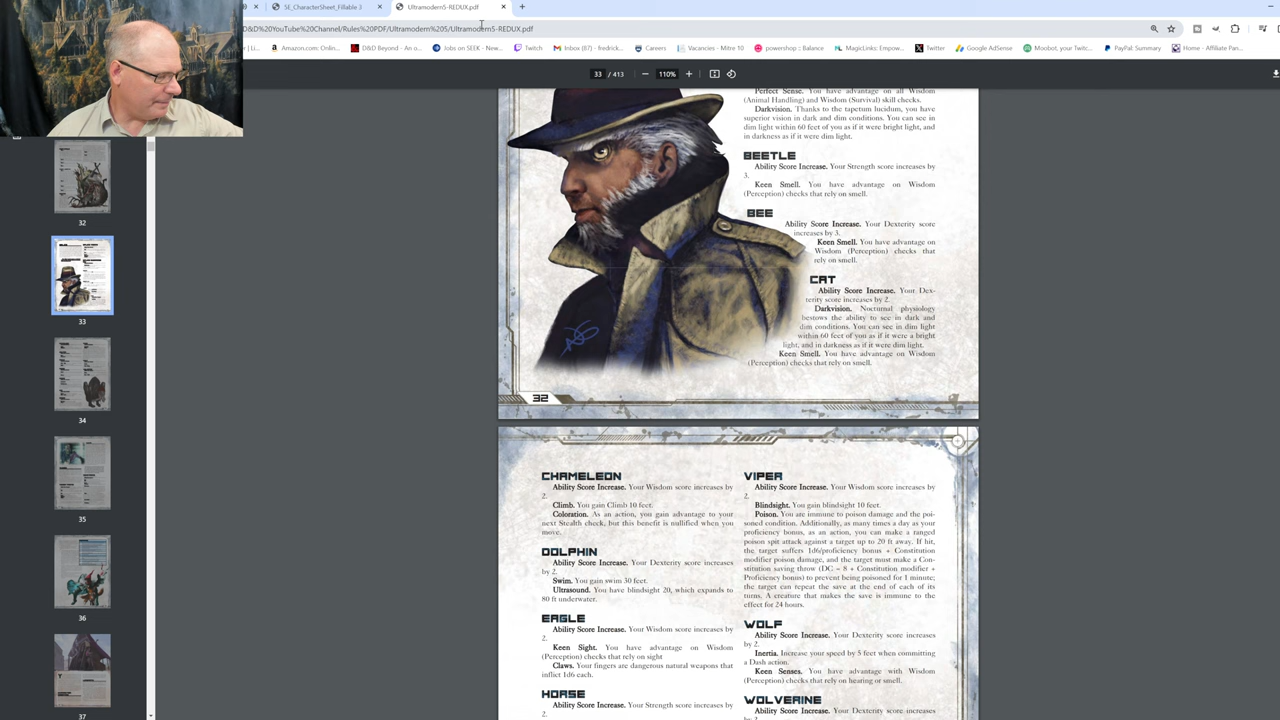 5E_CharacterSheet_Fillable 3
Ultramodern5-REDUX.pdf
D&D%20YouTube%20Channel/Rules%20PDF/Ultramodern%205/Ultramodern5-REDUX.pdf
Amazon.com: Onlin...
D&D Beyond - An o...
Jobs on SEEK - New...
Twitch
Inbox (87) - fredrick...
Careers
Vacancies - Mitre 10
powershop :: Balance
MagicLinks: Empow...
Twitter
Google AdSense
Moobot, your Twitc...
PayPal: Summary
Home - Affiliate Pan...
33 / 413
110%
32
33
34
35
36
37
Perfect Sense. You have advantage on all Wisdom
(Animal Handling) and Wisdom (Survival) skill checks.
Darkvision. Thanks to the tapetum lucidum, you have
superior vision in dark and dim conditions. You can see in
dim light within 60 feet of you as if it were bright light, and
in darkness as if it were dim light.
BEETLE
Ability Score Increase. Your Strength score increases by
3.
Keen Smell. You have advantage on Wisdom
(Perception) checks that rely on smell.
BEE
Ability Score Increase. Your Dexterity score
increases by 3.
Keen Smell. You have advantage on
Wisdom (Perception) checks that
rely on smell.
CAT
Ability Score Increase. Your Dex-
terity score increases by 2.
Darkvision. Nocturnal physiology
bestows the ability to see in dark and
dim conditions. You can see in dim light
within 60 feet of you as if it were a bright
light, and in darkness as if it were dim light.
Keen Smell. You have advantage on Wisdom
(Perception) checks that rely on smell.
32
CHAMELEON
Ability Score Increase. Your Wisdom score increases by
2.
Climb. You gain Climb 10 feet.
Coloration. As an action, you gain advantage to your
next Stealth check, but this benefit is nullified when you
move.
DOLPHIN
Ability Score Increase. Your Dexterity score increases
by 2.
Swim. You gain swim 30 feet.
Ultrasound. You have blindsight 20, which expands to
80 ft underwater.
EAGLE
Ability Score Increase. Your Wisdom score increases by
2.
Keen Sight. You have advantage on Wisdom
(Perception) checks that rely on sight
Claws. Your fingers are dangerous natural weapons that
inflict 1d6 each.
HORSE
Ability Score Increase. Your Strength score increases by
2.
VIPER
Ability Score Increase. Your Wisdom score increases by
2.
Blindsight. You gain blindsight 10 feet.
Poison. You are immune to poison damage and the poi-
soned condition. Additionally, as many times a day as your
proficiency bonus, as an action, you can make a ranged
poison spit attack against a target up to 20 ft away. If hit,
the target suffers 1d6/proficiency bonus + Constitution
modifier poison damage, and the target must make a Con-
stitution saving throw (DC = 8 + Constitution modifier +
Proficiency bonus) to prevent being poisoned for 1 minute;
the target can repeat the save at the end of each of its
turns. A creature that makes the save is immune to the
effect for 24 hours.
WOLF
Ability Score Increase. Your Dexterity score increases
by 2.
Inertia. Increase your speed by 5 feet when committing
a Dash action.
Keen Senses. You have advantage with Wisdom
(Perception) checks that rely on hearing or smell.
WOLVERINE
Ability Score Increase. Your Dexterity score increases